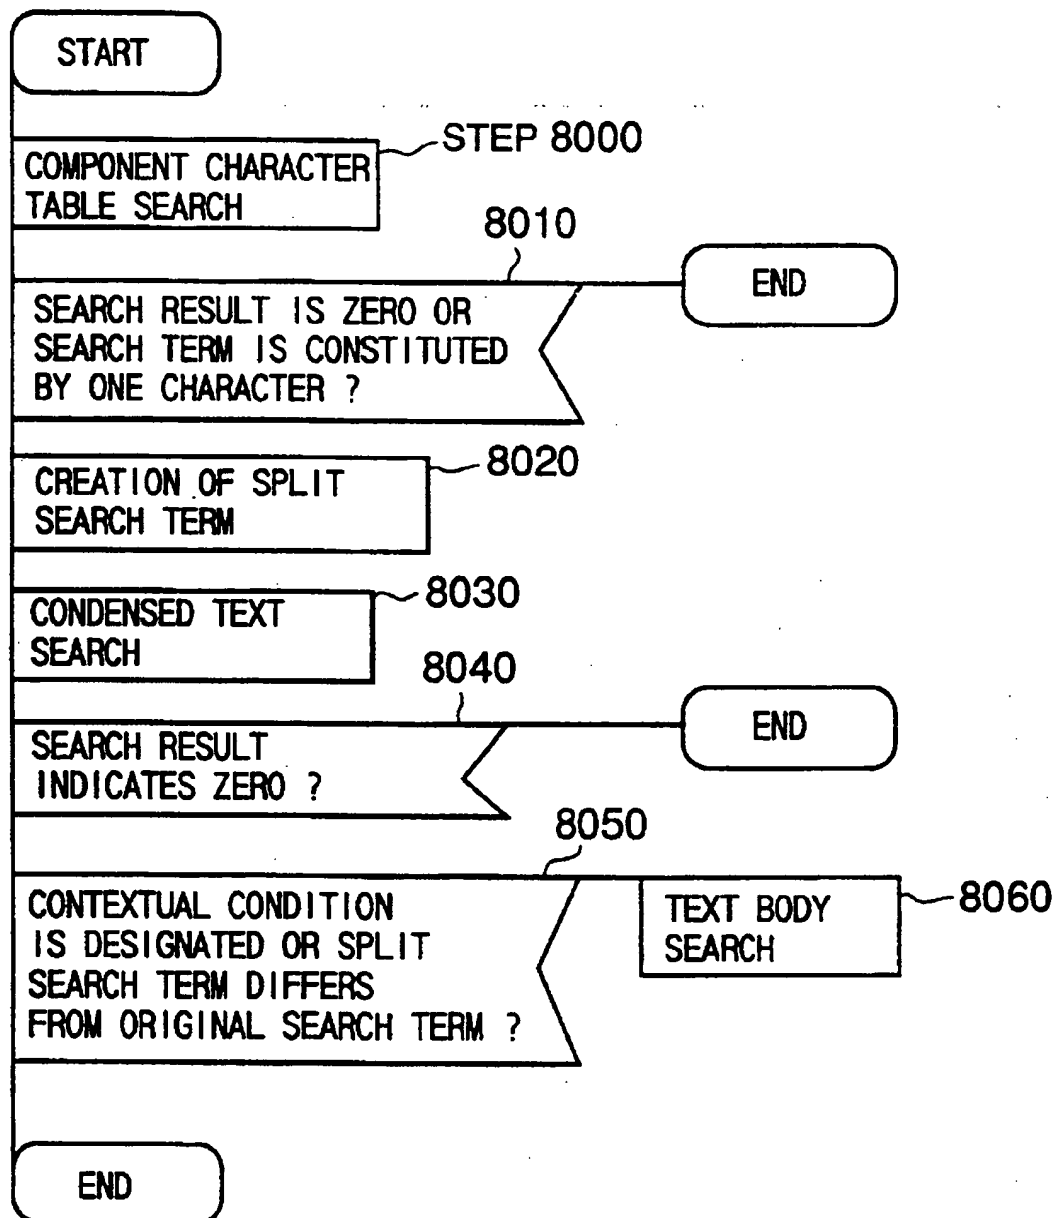 START
STEP 8000
COMPONENT CHARACTER
TABLE SEARCH
8010
END
SEARCH RESULT IS ZERO OR
SEARCH TERM IS CONSTITUTED
BY ONE CHARACTER ?
8020
CREATION OF SPLIT
SEARCH TERM
8030
CONDENSED TEXT
SEARCH
8040
END
SEARCH RESULT
INDICATES ZERO ?
8050
CONTEXTUAL CONDITION
IS DESIGNATED OR SPLIT
SEARCH TERM DIFFERS
FROM ORIGINAL SEARCH TERM ?
TEXT BODY
SEARCH
8060
END